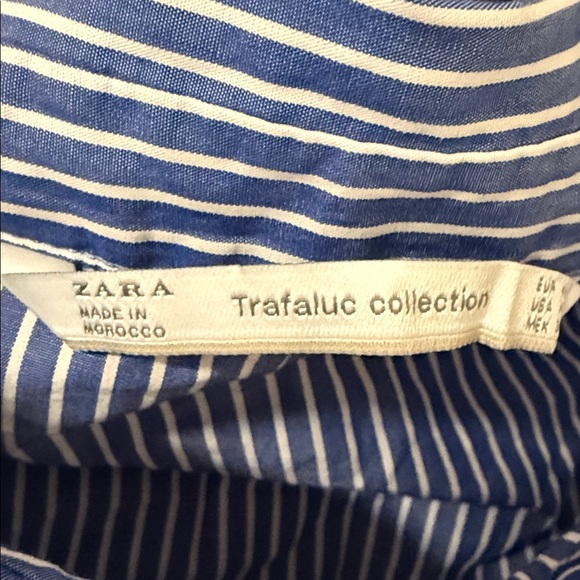 ZARA
MADE IN
MOROCCO
Trafaluc collection
EUR
USA
MEX